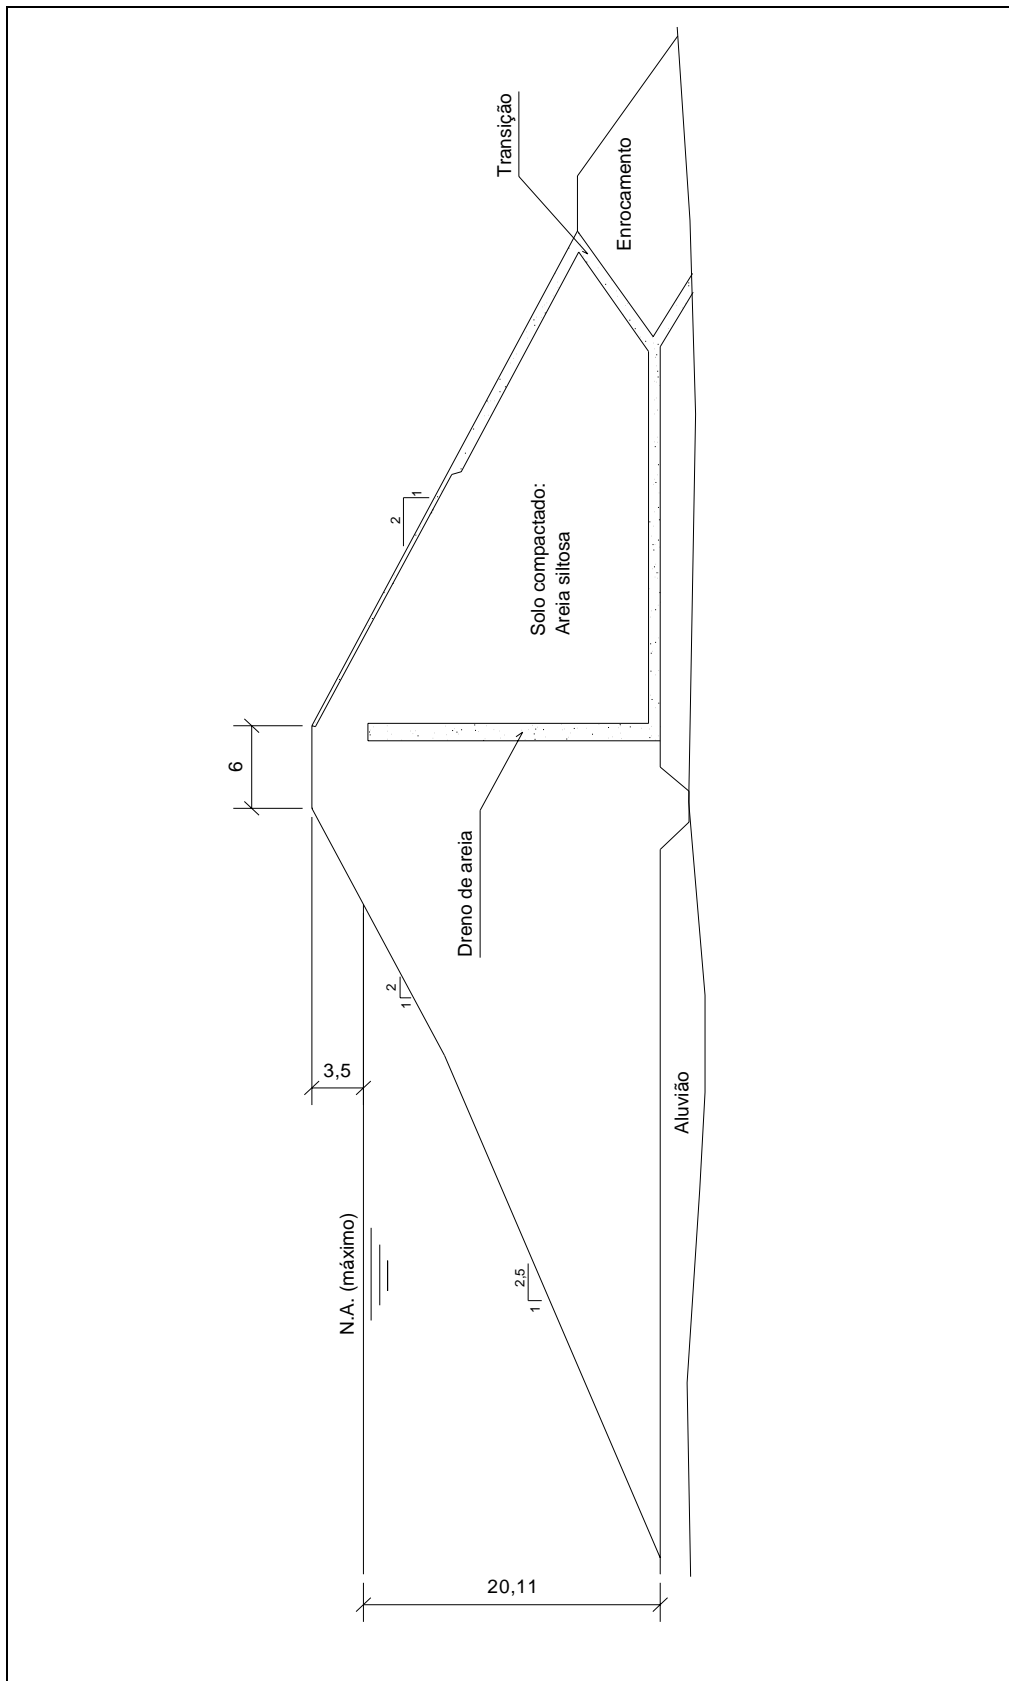 6
3,5
20,11
N.A. (máximo)
2
1
2,5
1
2
1
Dreno de areia
Solo compactado:
Areia siltosa
Transição
Enrocamento
Aluvião